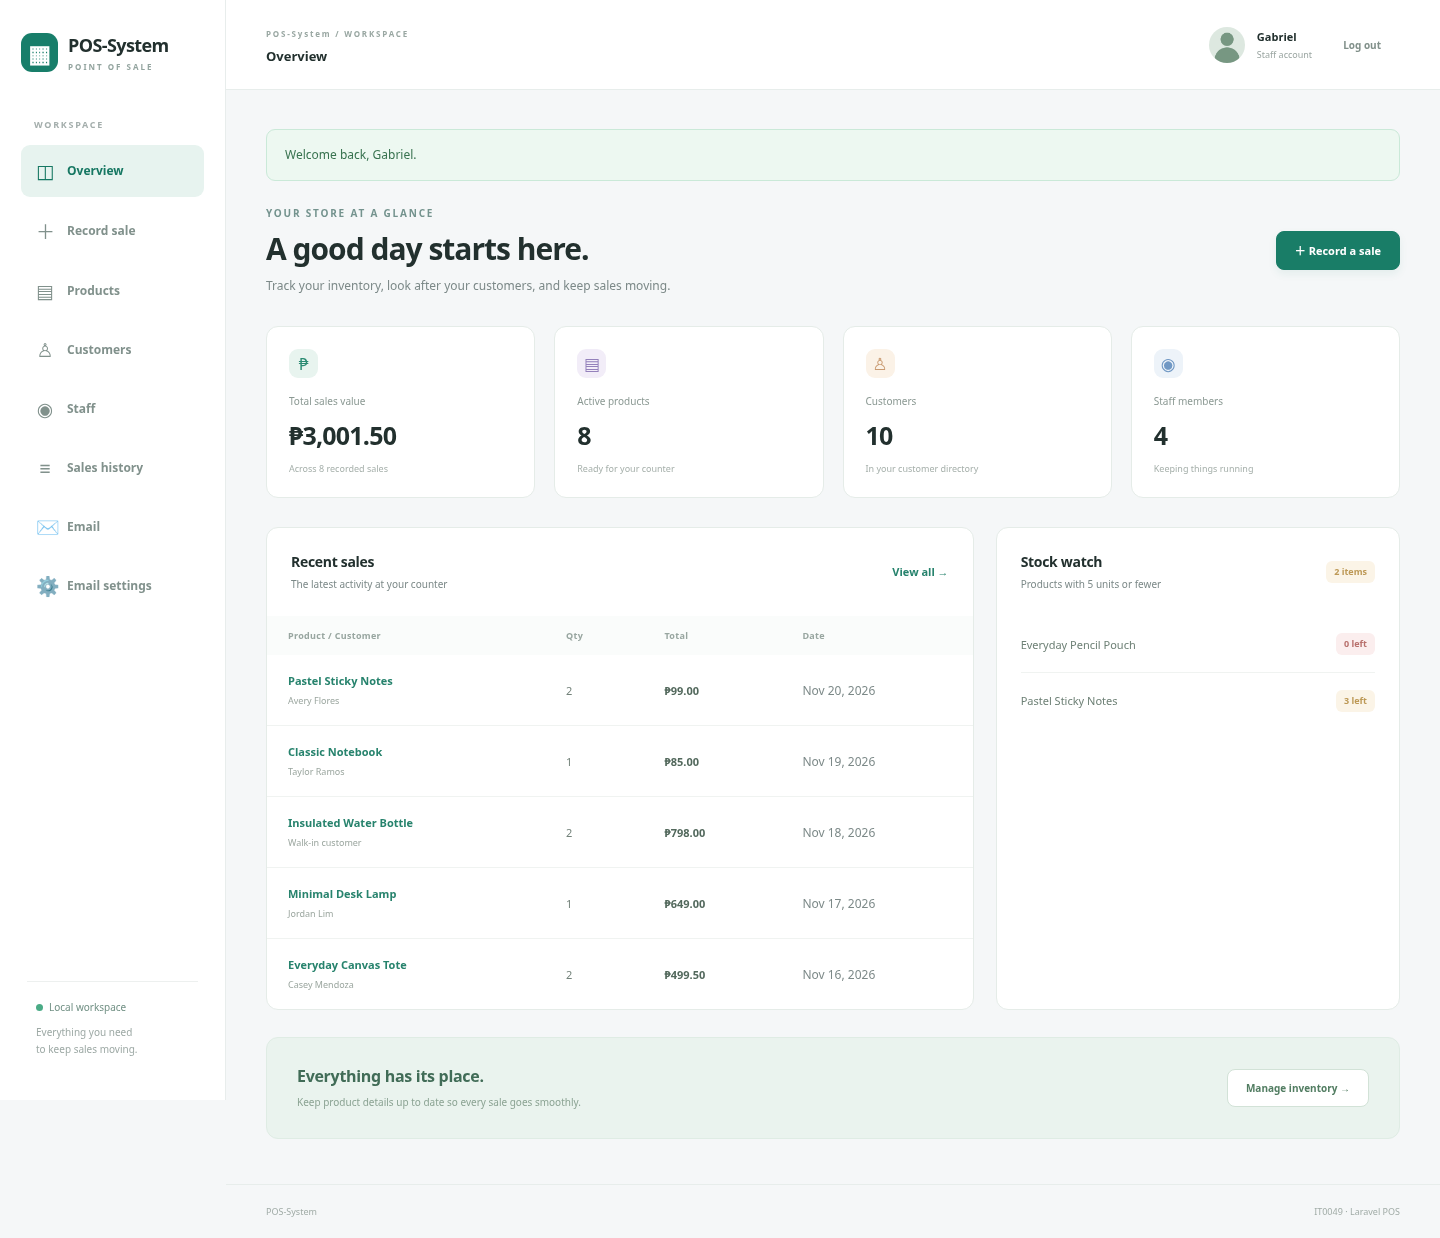 POS-System
POINT OF SALE
WORKSPACE
Overview
Record sale
Products
Customers
Staff
Sales history
Email
Email settings
Local workspace
Everything you need
to keep sales moving.
POS-System / WORKSPACE
Overview
Gabriel
Staff account
Log out
Welcome back, Gabriel.
YOUR STORE AT A GLANCE
A good day starts here.
Track your inventory, look after your customers, and keep sales moving.
+ Record a sale
₱
Total sales value
₱3,001.50
Across 8 recorded sales
Active products
8
Ready for your counter
Customers
10
In your customer directory
Staff members
4
Keeping things running
Recent sales
The latest activity at your counter
View all →
Product / Customer Qty Total Date
Pastel Sticky Notes
Avery Flores
2 ₱99.00 Nov 20, 2026
Classic Notebook
Taylor Ramos
1 ₱85.00 Nov 19, 2026
Insulated Water Bottle
Walk-in customer
2 ₱798.00 Nov 18, 2026
Minimal Desk Lamp
Jordan Lim
1 ₱649.00 Nov 17, 2026
Everyday Canvas Tote
Casey Mendoza
2 ₱499.50 Nov 16, 2026
Stock watch
Products with 5 units or fewer
2 items
Everyday Pencil Pouch 0 left
Pastel Sticky Notes 3 left
Everything has its place.
Keep product details up to date so every sale goes smoothly.
Manage inventory →
POS-System
IT0049 · Laravel POS